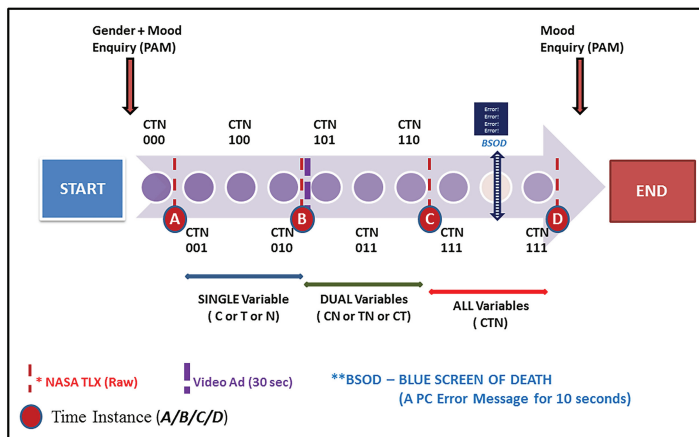 Gender + Mood
Enquiry (PAM)
Mood
Enquiry (PAM)
Error!
Error!
Error!
Error!
BSOD
CTN
000
CTN
100
CTN
101
CTN
110
START
END
A
B
C
D
CTN
001
CTN
010
CTN
011
CTN
111
CTN
111
SINGLE Variable
( C or T or N)
DUAL Variables
( CN or TN or CT)
ALL Variables
( CTN)
* NASA TLX (Raw)
Video Ad (30 sec)
**BSOD – BLUE SCREEN OF DEATH
(A PC Error Message for 10 seconds)
Time Instance (A/B/C/D)